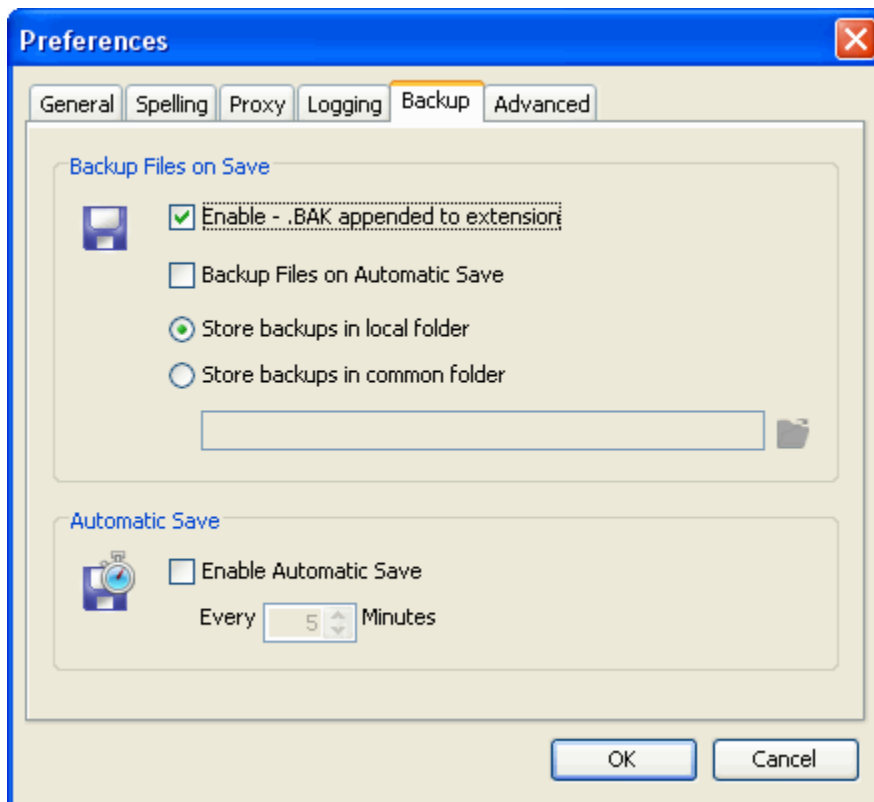 Preferences
General Spelling Proxy Logging Backup Advanced
Backup Files on Save
Enable - .BAK appended to extension
Backup Files on Automatic Save
Store backups in local folder
Store backups in common folder
Automatic Save
Enable Automatic Save
Every 5 Minutes
OK Cancel